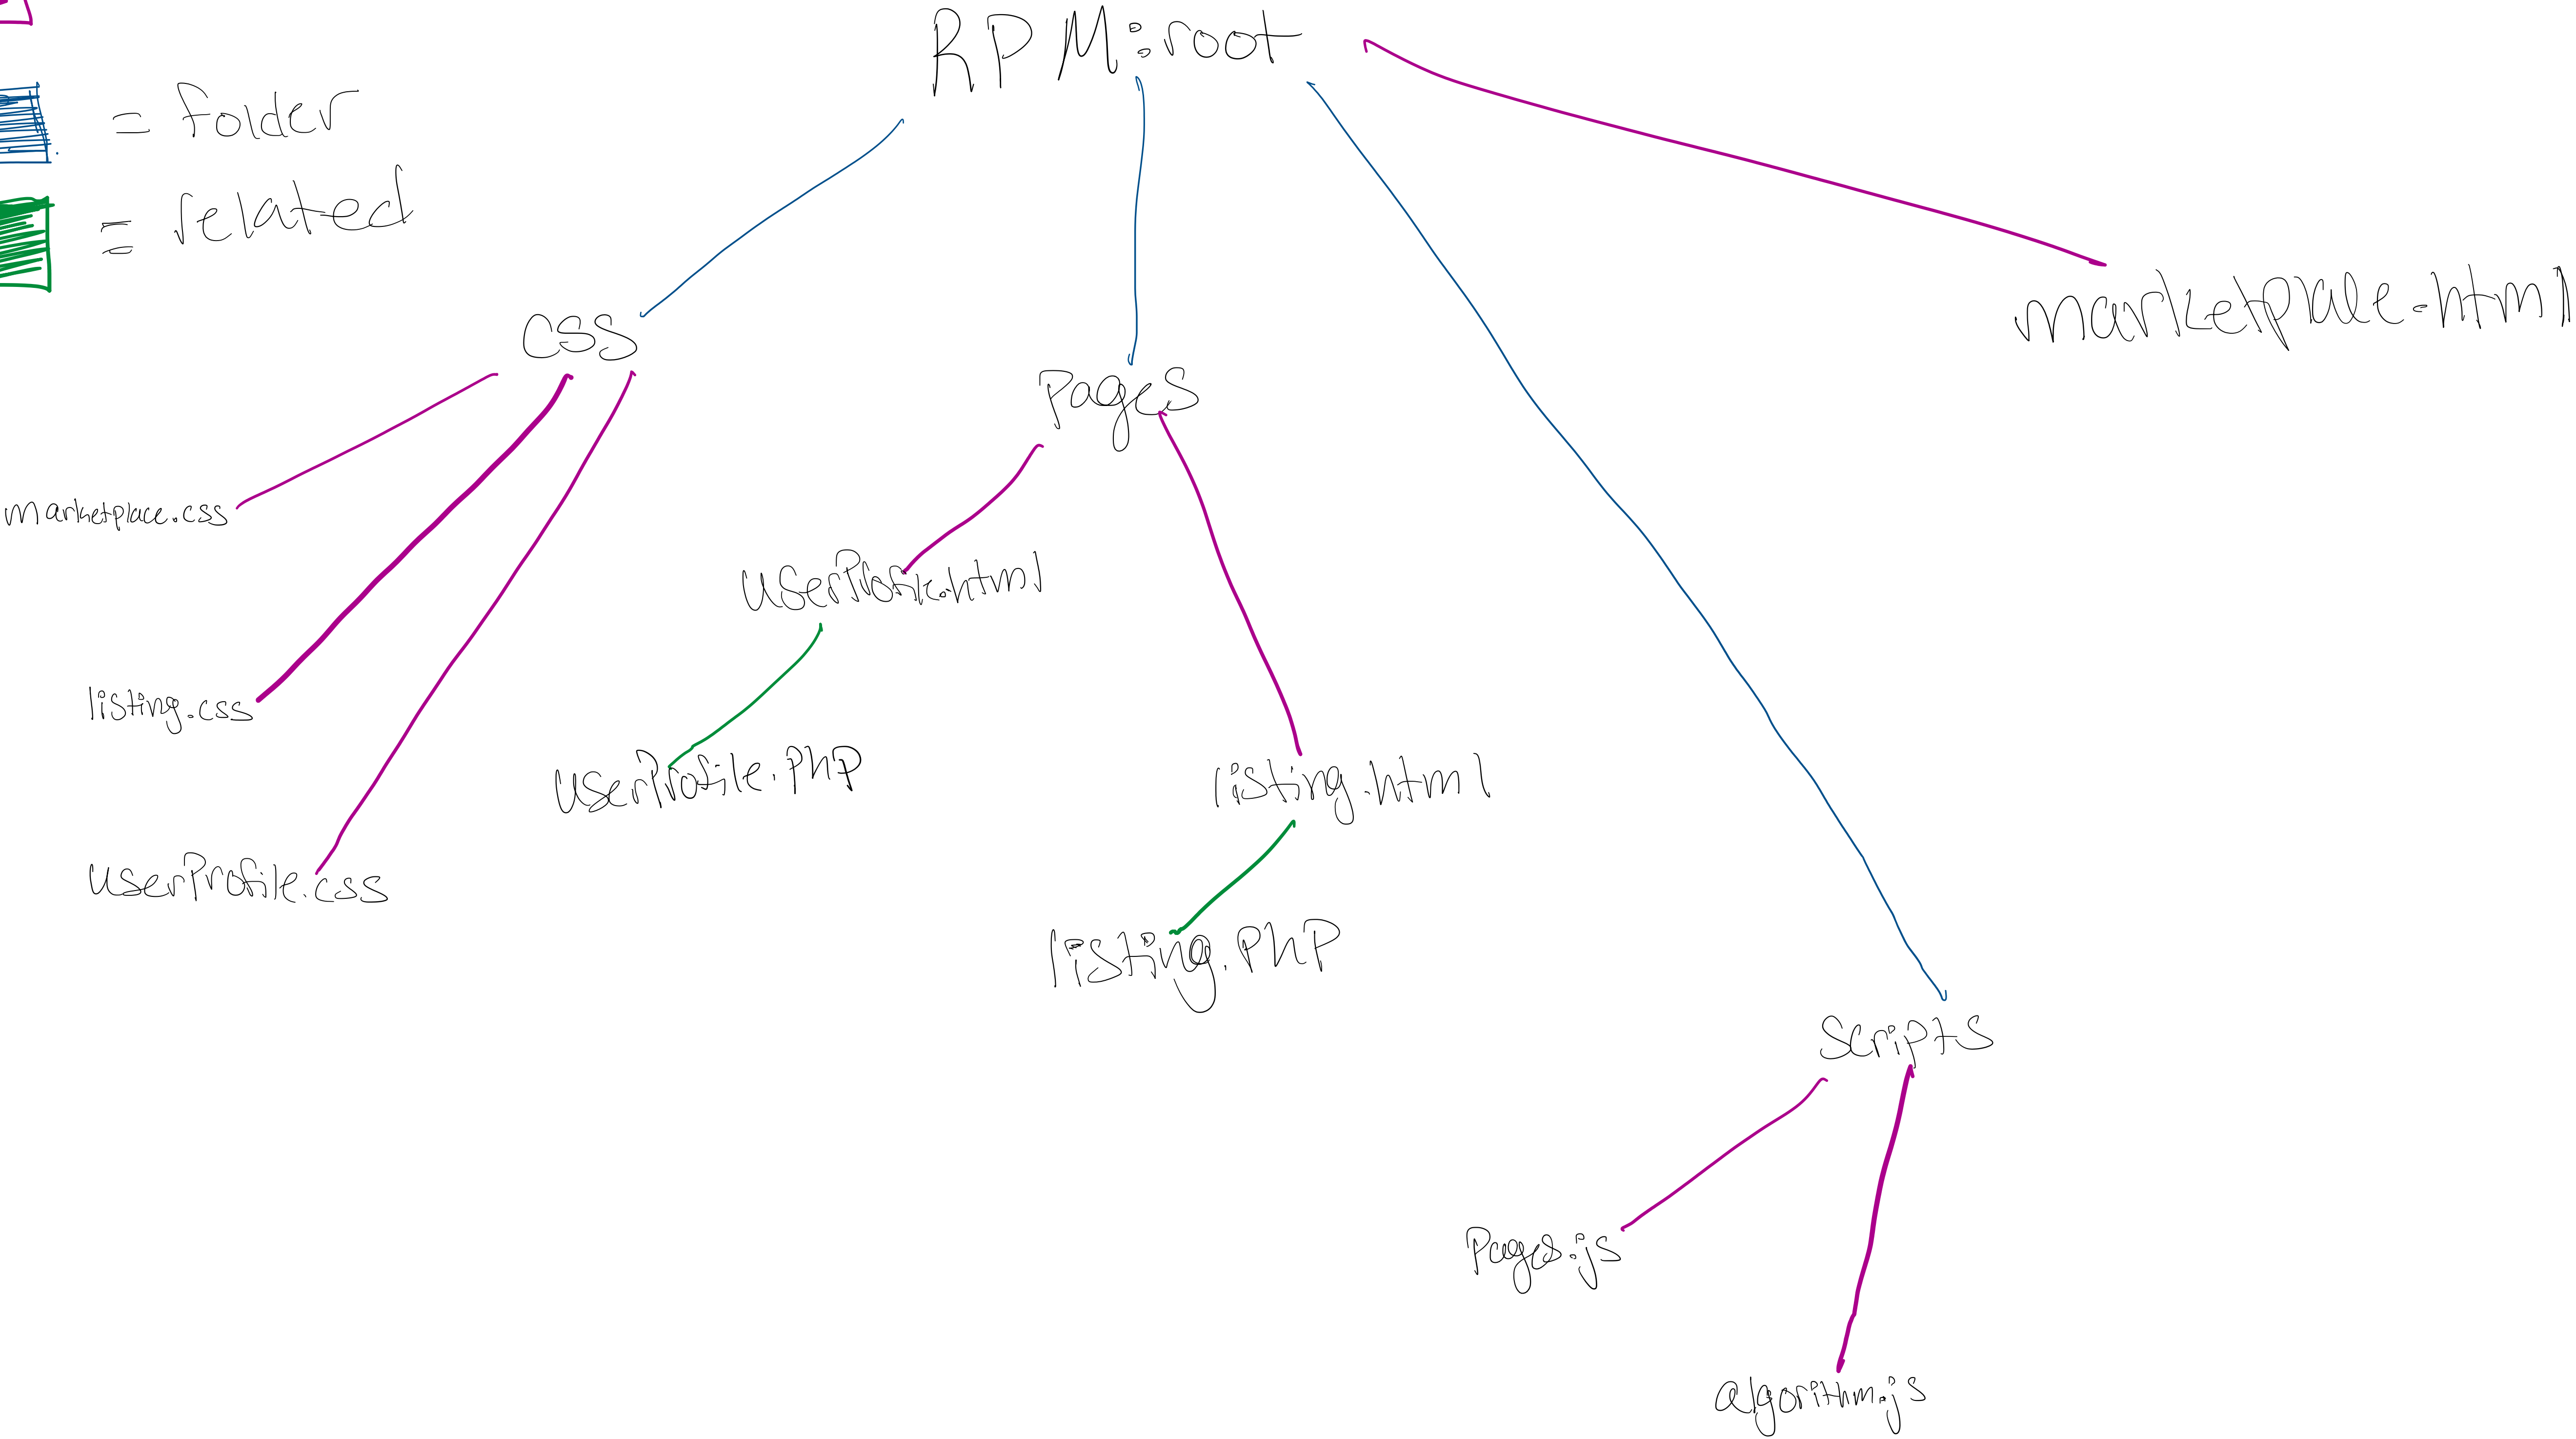 RPM:root
= folder
= related
css
marketplace.html
Pages
marketplace.css
UserProfile.html
listing.css
UserProfile.PhP
listing.html
UserProfile.css
listing.PhP
Scripts
Pages.js
algorithm.js